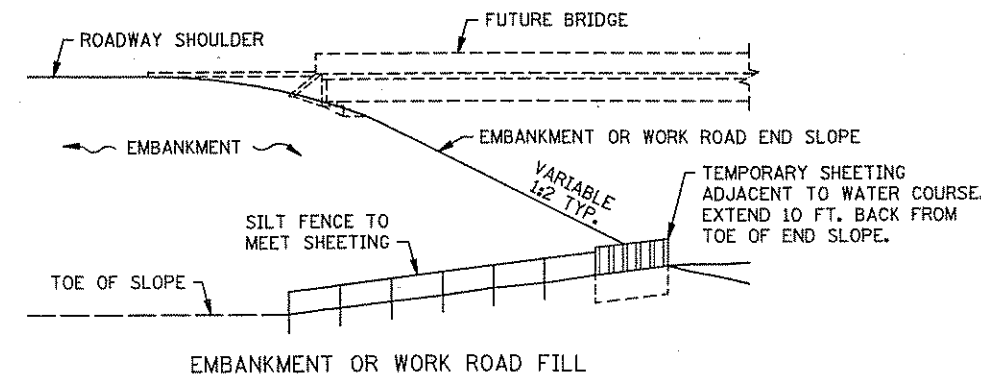 FUTURE BRIDGE
ROADWAY SHOULDER
EMBANKMENT
EMBANKMENT OR WORK ROAD END SLOPE
VARIABLE
1:2 TYP.
TEMPORARY SHEETING
ADJACENT TO WATER COURSE.
EXTEND 10 FT. BACK FROM
TOE OF END SLOPE.
SILT FENCE TO
MEET SHEETING
TOE OF SLOPE
EMBANKMENT OR WORK ROAD FILL